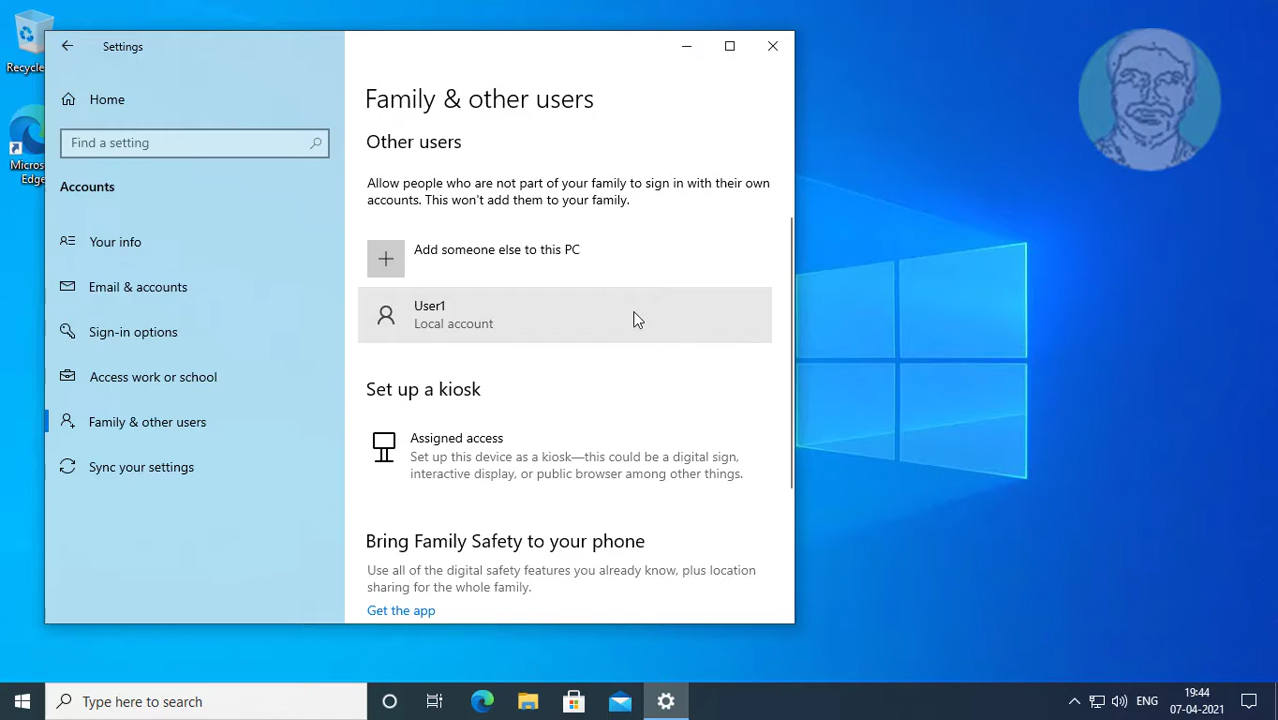 Recycle
Microso
Edge
Settings
Home
Find a setting
Accounts
Your info
Email & accounts
Sign-in options
Access work or school
Family & other users
Sync your settings
Family & other users
Other users
Allow people who are not part of your family to sign in with their own
accounts. This won't add them to your family.
Add someone else to this PC
User1
Local account
Set up a kiosk
Assigned access
Set up this device as a kiosk—this could be a digital sign,
interactive display, or public browser among other things.
Bring Family Safety to your phone
Use all of the digital safety features you already know, plus location
sharing for the whole family.
Get the app
Type here to search
ENG
19:44
07-04-2021